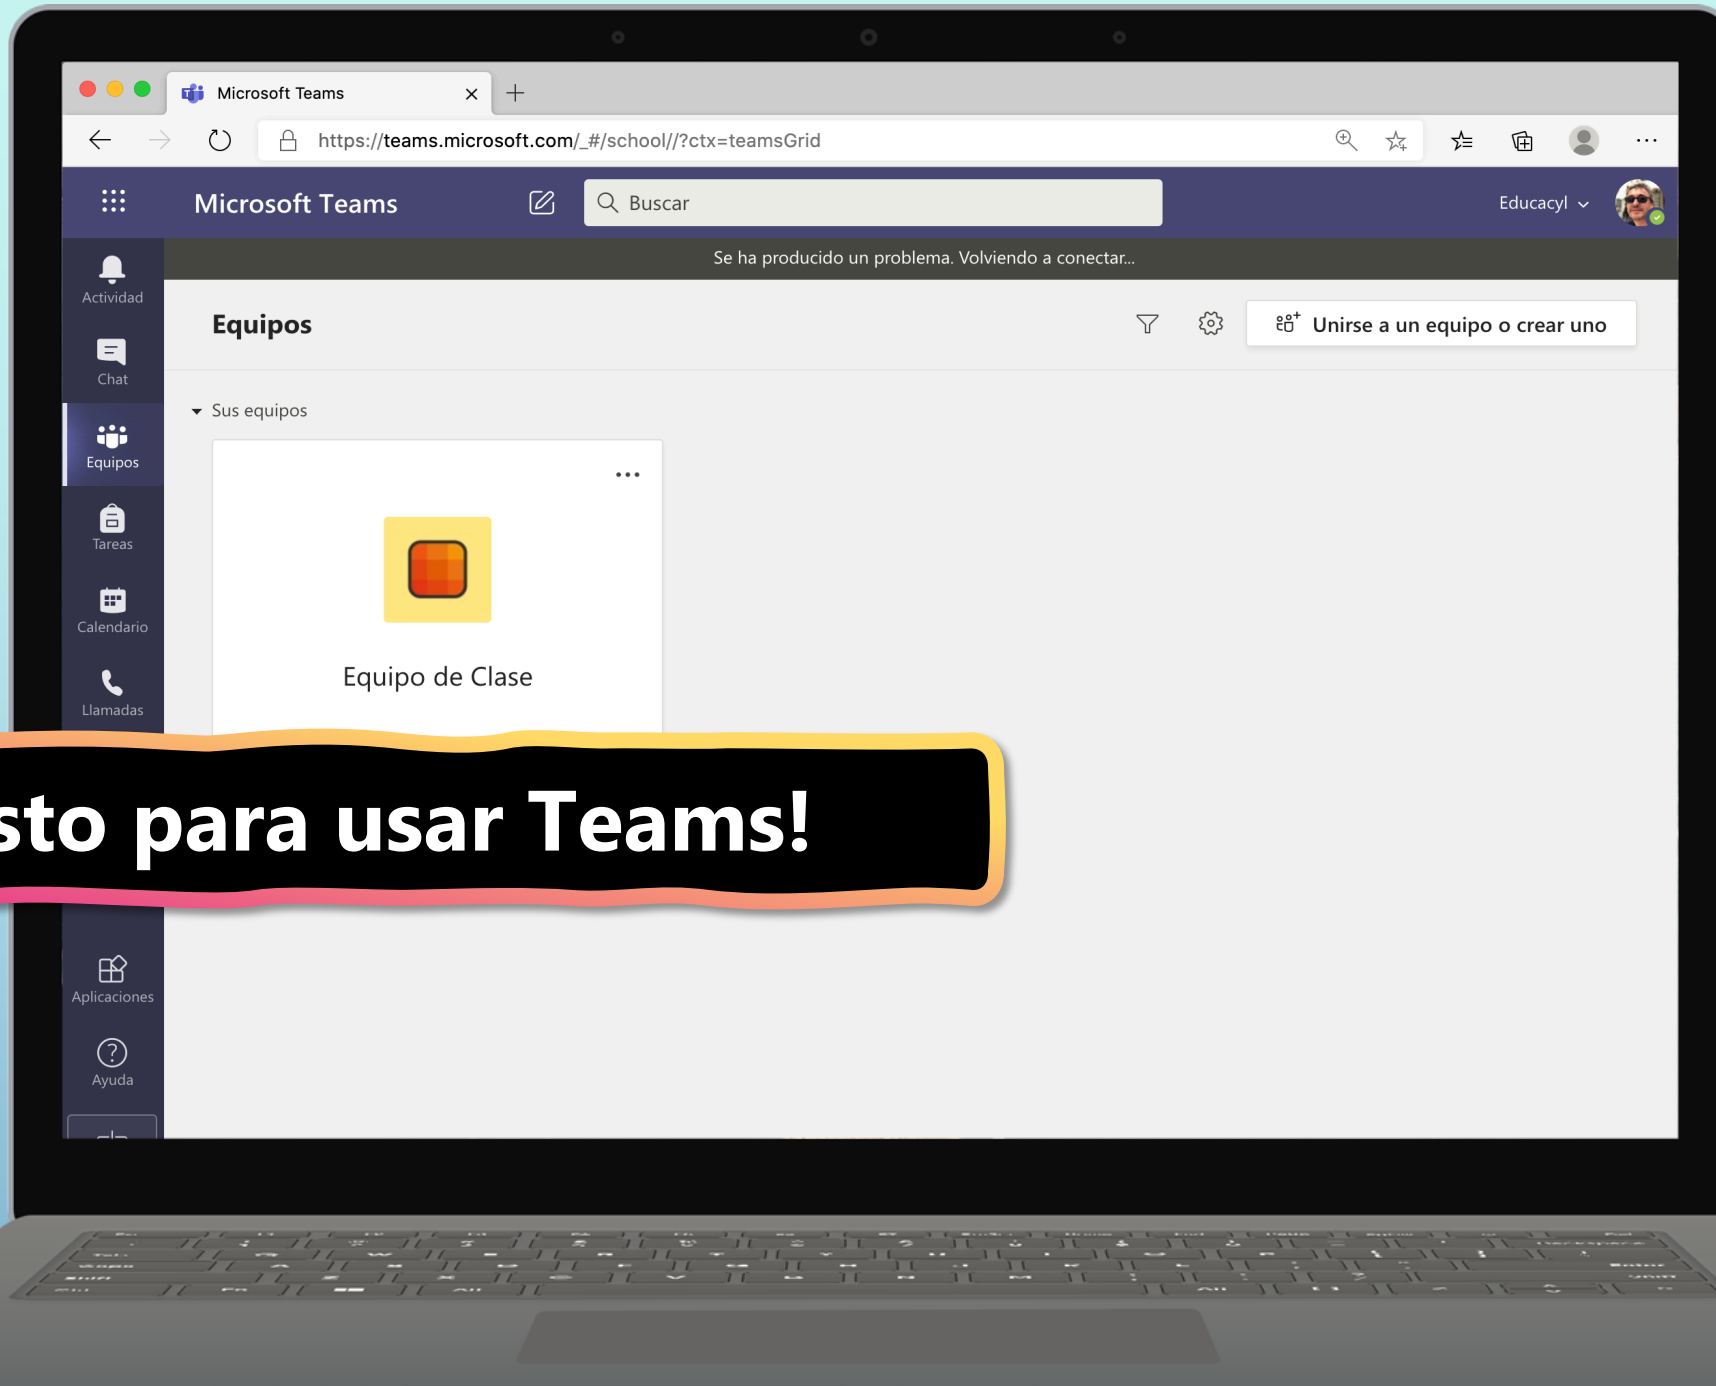 Microsoft Teams
https://teams.microsoft.com/_#/school//?ctx=teamsGrid
Microsoft Teams
Buscar
Educacyl
Se ha producido un problema. Volviendo a conectar...
Actividad
Equipos
Unirse a un equipo o crear uno
Chat
Sus equipos
Equipos
Tareas
Calendario
Equipo de Clase
Llamadas
sto para usar Teams!
Aplicaciones
Ayuda